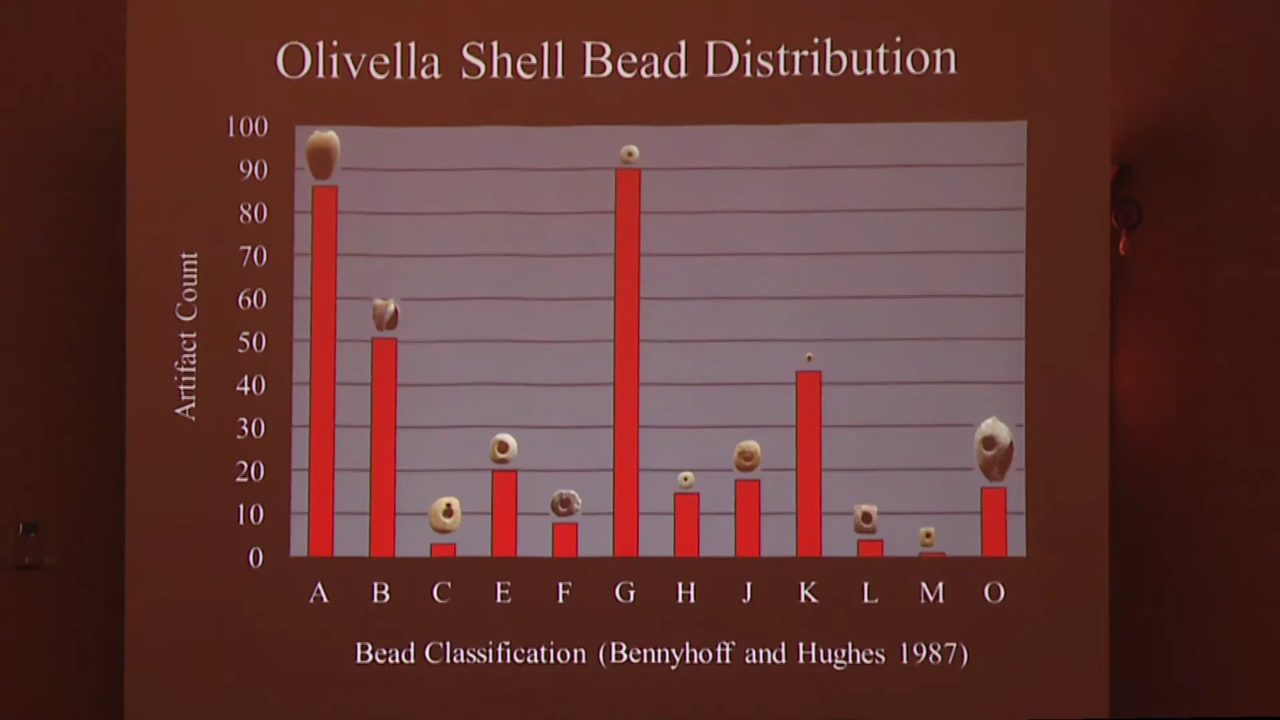 Olivella Shell Bead Distribution
100
90
80
70
60
50
40
30
20
10
0
Artifact Count
A B C E F G H J K L M O
Bead Classification (Bennyhoff and Hughes 1987)